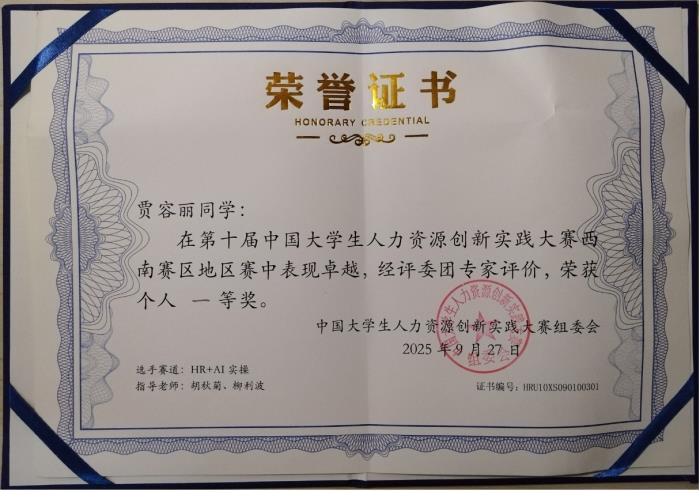 荣誉证书
HONORARY CREDENTIAL
贾容丽同学：
在第十届中国大学生人力资源创新实践大赛西
南赛区地区赛中表现卓越，经评委团专家评价，荣获
个人 一等奖。
中国大学生人力资源创新实践大赛组委会
2025年9月27日
组委会
选手赛道：HR+AI 实操
指导老师：胡秋菊、柳利波
证书编号：HRU10XS090100301